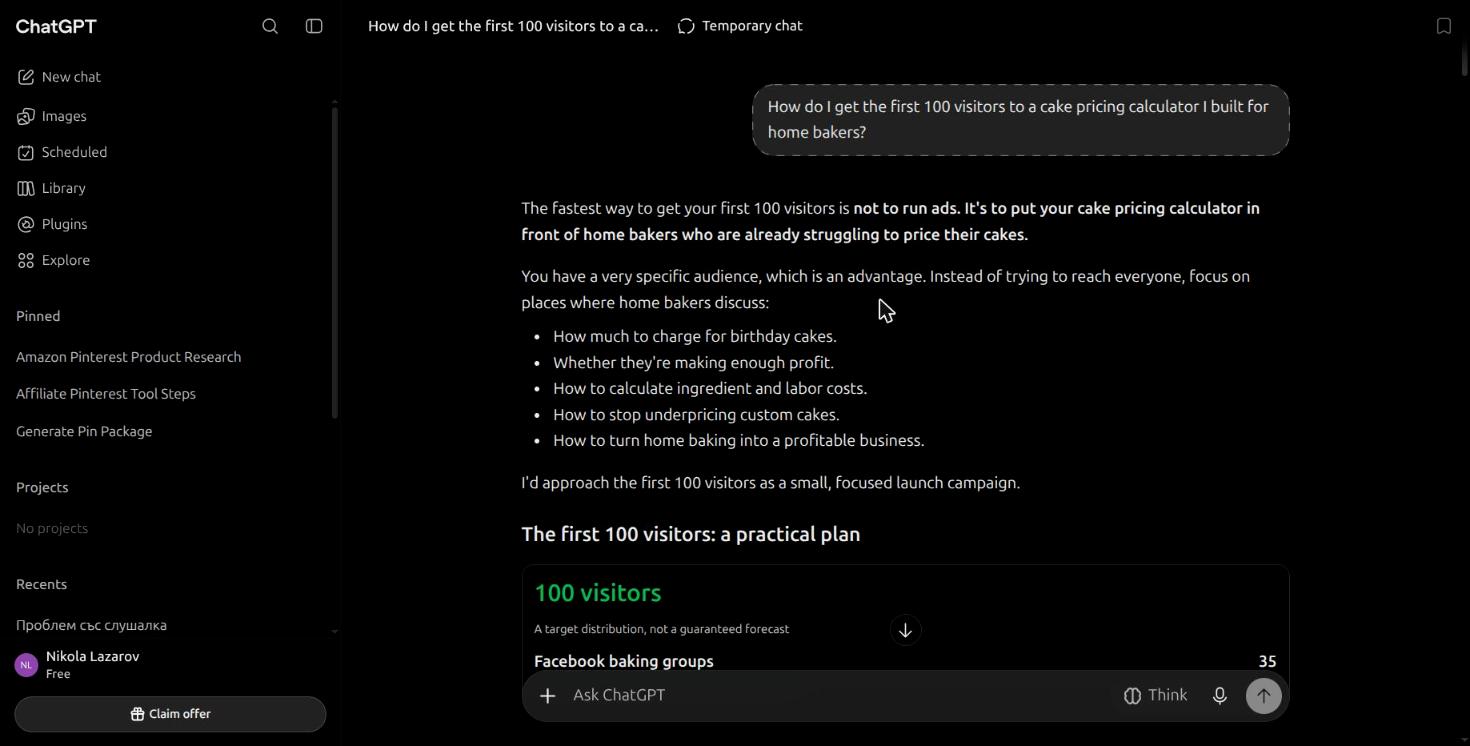 ChatGPT
New chat
Images
Scheduled
Library
Plugins
Explore
Pinned
Amazon Pinterest Product Research
Affiliate Pinterest Tool Steps
Generate Pin Package
Projects
No projects
Recents
Проблем със слушалка
NL
Nikola Lazarov
Free
Claim offer
How do I get the first 100 visitors to a ca...
Temporary chat
How do I get the first 100 visitors to a cake pricing calculator I built for
home bakers?
The fastest way to get your first 100 visitors is not to run ads. It's to put your cake pricing calculator in
front of home bakers who are already struggling to price their cakes.
You have a very specific audience, which is an advantage. Instead of trying to reach everyone, focus on
places where home bakers discuss:
• How much to charge for birthday cakes.
• Whether they're making enough profit.
• How to calculate ingredient and labor costs.
• How to stop underpricing custom cakes.
• How to turn home baking into a profitable business.
I'd approach the first 100 visitors as a small, focused launch campaign.
The first 100 visitors: a practical plan
100 visitors
A target distribution, not a guaranteed forecast
Facebook baking groups 35
Ask ChatGPT
Think